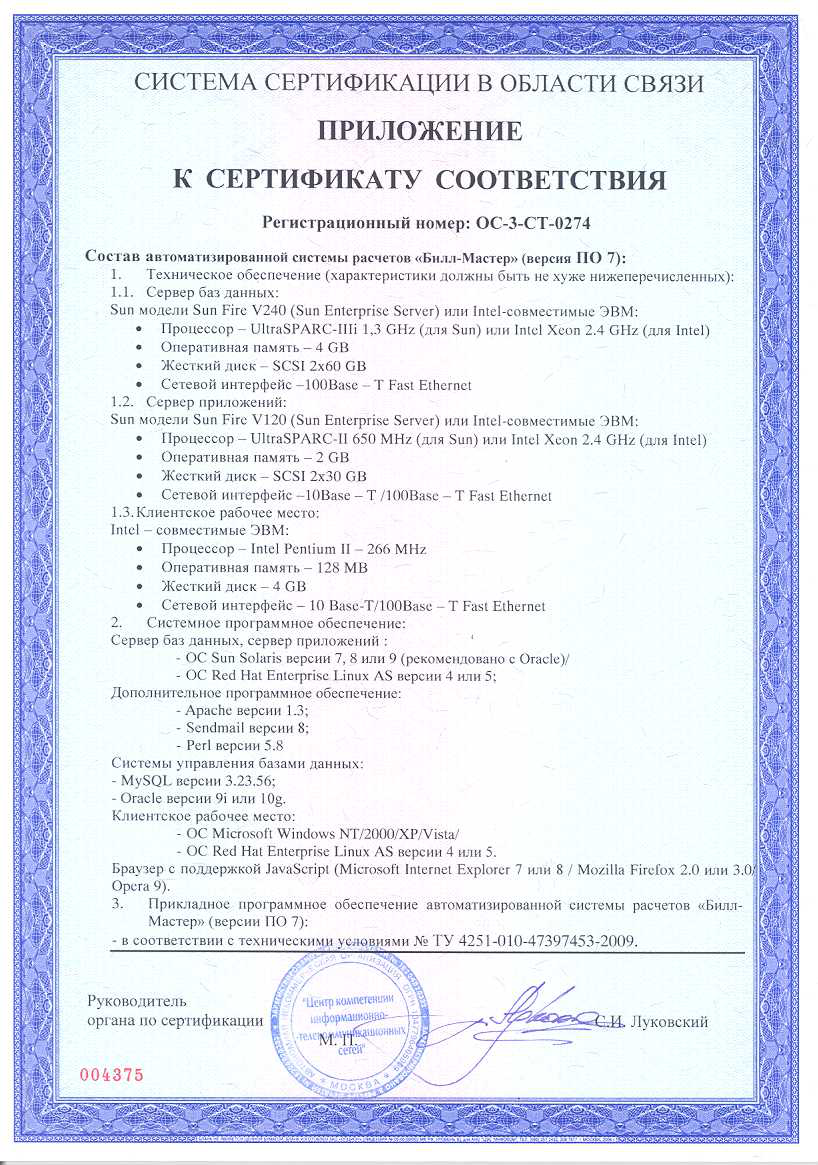 СИСТЕМА СЕРТИФИКАЦИИ В ОБЛАСТИ СВЯЗИ
ПРИЛОЖЕНИЕ
К СЕРТИФИКАТУ СООТВЕТСТВИЯ
Регистрационный номер: ОС-3-СТ-0274
Состав автоматизированной системы расчетов «Билл-Мастер» (версия ПО 7):
1. Техническое обеспечение (характеристики должны быть не хуже нижеперечисленных):
1.1. Сервер баз данных:
Sun модели Sun Fire V240 (Sun Enterprise Server) или Intel-совместимые ЭВМ:
• Процессор – UltraSPARC-IIIi 1,3 GHz (для Sun) или Intel Xeon 2.4 GHz (для Intel)
• Оперативная память – 4 GB
• Жесткий диск – SCSI 2x60 GB
• Сетевой интерфейс –100Base – T Fast Ethernet
1.2. Сервер приложений:
Sun модели Sun Fire V120 (Sun Enterprise Server) или Intel-совместимые ЭВМ:
• Процессор – UltraSPARC-II 650 MHz (для Sun) или Intel Xeon 2.4 GHz (для Intel)
• Оперативная память – 2 GB
• Жесткий диск – SCSI 2x30 GB
• Сетевой интерфейс –10Base – T /100Base – T Fast Ethernet
1.3. Клиентское рабочее место:
Intel – совместимые ЭВМ:
• Процессор – Intel Pentium II – 266 MHz
• Оперативная память – 128 MB
• Жесткий диск – 4 GB
• Сетевой интерфейс – 10 Base-T/100Base – T Fast Ethernet
2. Системное программное обеспечение:
Сервер баз данных, сервер приложений :
- ОС Sun Solaris версии 7, 8 или 9 (рекомендовано с Oracle)/
- ОС Red Hat Enterprise Linux AS версии 4 или 5;
Дополнительное программное обеспечение:
- Apache версии 1.3;
- Sendmail версии 8;
- Perl версии 5.8
Системы управления базами данных:
- MySQL версии 3.23.56;
- Oracle версии 9i или 10g.
Клиентское рабочее место:
- ОС Microsoft Windows NT/2000/XP/Vista/
- ОС Red Hat Enterprise Linux AS версии 4 или 5.
Браузер с поддержкой JavaScript (Microsoft Internet Explorer 7 или 8 / Mozilla Firefox 2.0 или 3.0/
Opera 9).
3. Прикладное программное обеспечение автоматизированной системы расчетов «Билл-
Мастер» (версии ПО 7):
- в соответствии с техническими условиями № ТУ 4251-010-47397453-2009.
Руководитель
органа по сертификации
С.И. Луковский
М. П.
"Центр компетенции
информационно-
-телекоммуникационных
сетей"
МОСКВА
004375